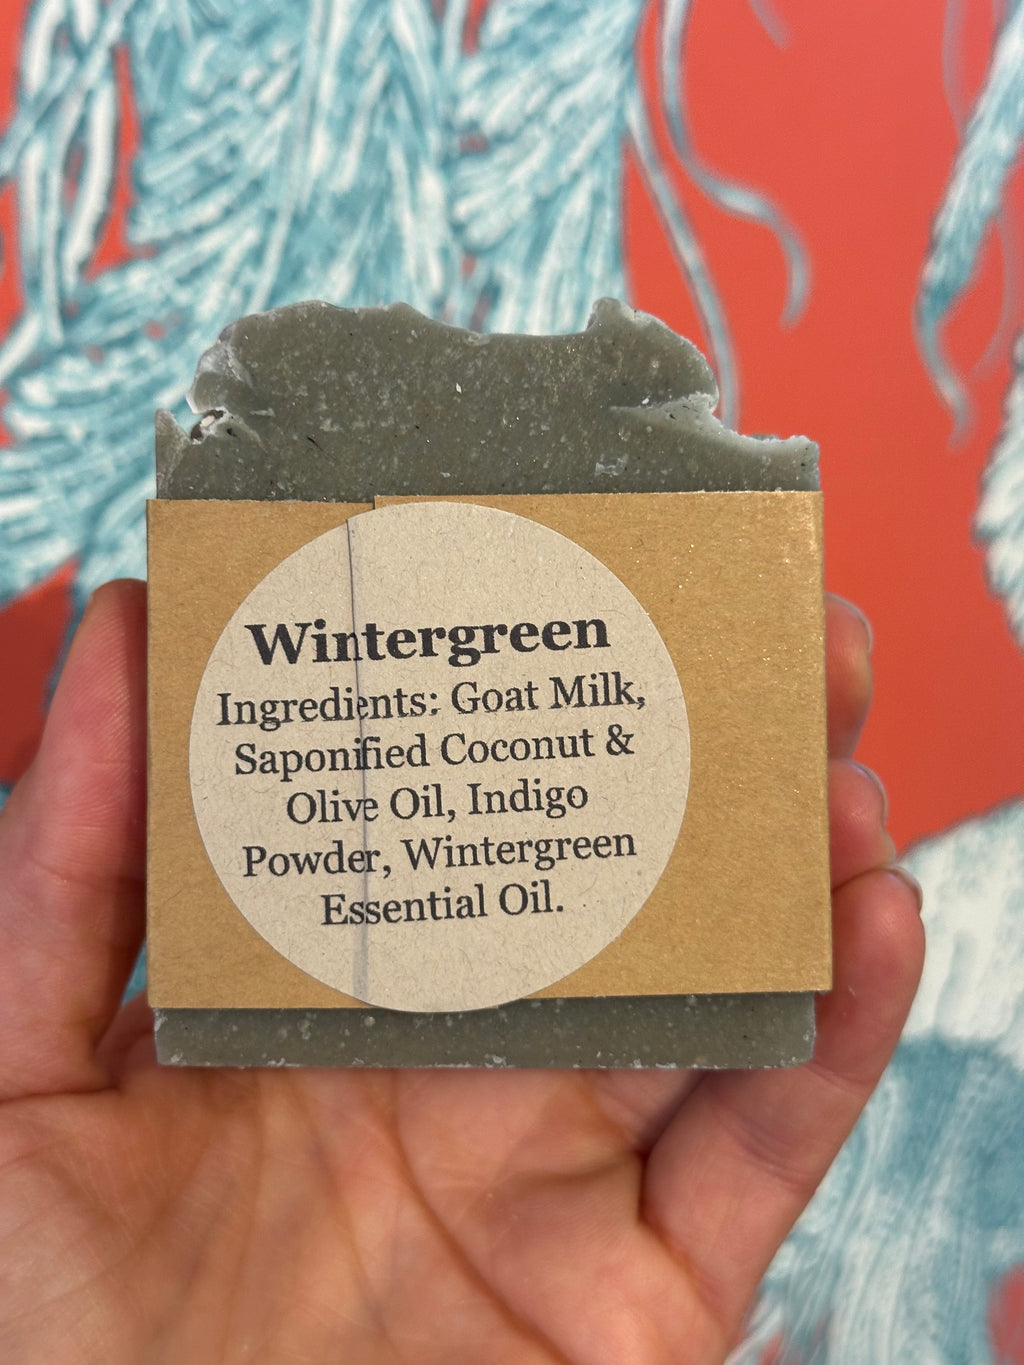 Wintergreen
Ingredients: Goat Milk,
Saponified Coconut &
Olive Oil, Indigo
Powder, Wintergreen
Essential Oil.